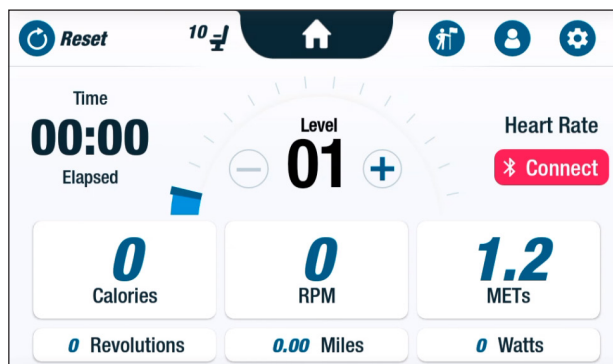 Reset
10
Time
00:00
Elapsed
Level
01
Heart Rate
Connect
0
Calories
0
RPM
1.2
METs
0 Revolutions
0.00 Miles
0 Watts